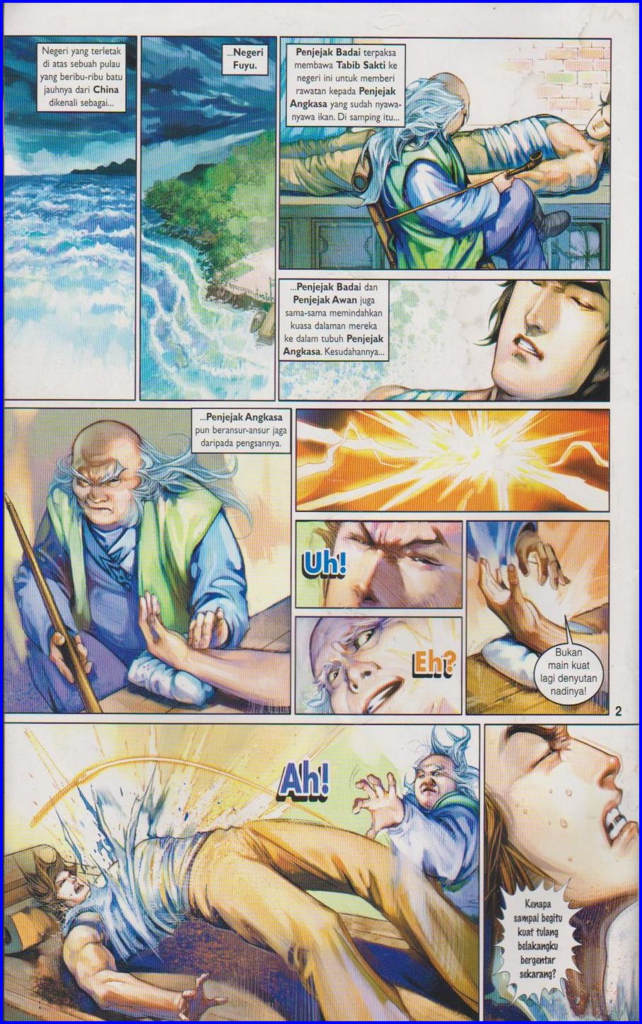 Negeri yang terletak
di atas sebuah pulau
yang beribu-ribu batu
jauhnya dari China
dikenali sebagai...
...Negeri
Fuyu.
Penjejak Badai terpaksa
membawa Tabib Sakti ke
negeri ini untuk memberi
rawatan kepada Penjejak
Angkasa yang sudah nyawa-
nyawa ikan. Di samping itu...
...Penjejak Badai dan
Penjejak Awan juga
sama-sama memindahkan
kuasa dalaman mereka
ke dalam tubuh Penjejak
Angkasa. Kesudahannya...
...Penjejak Angkasa
pun beransur-ansur jaga
daripada pengsannya.
Uh!
Eh?
Bukan
main kuat
lagi denyutan
nadinya!
2
Ah!
Kenapa
sampai begitu
kuat tulang
belakangku
bergentar
sekarang?